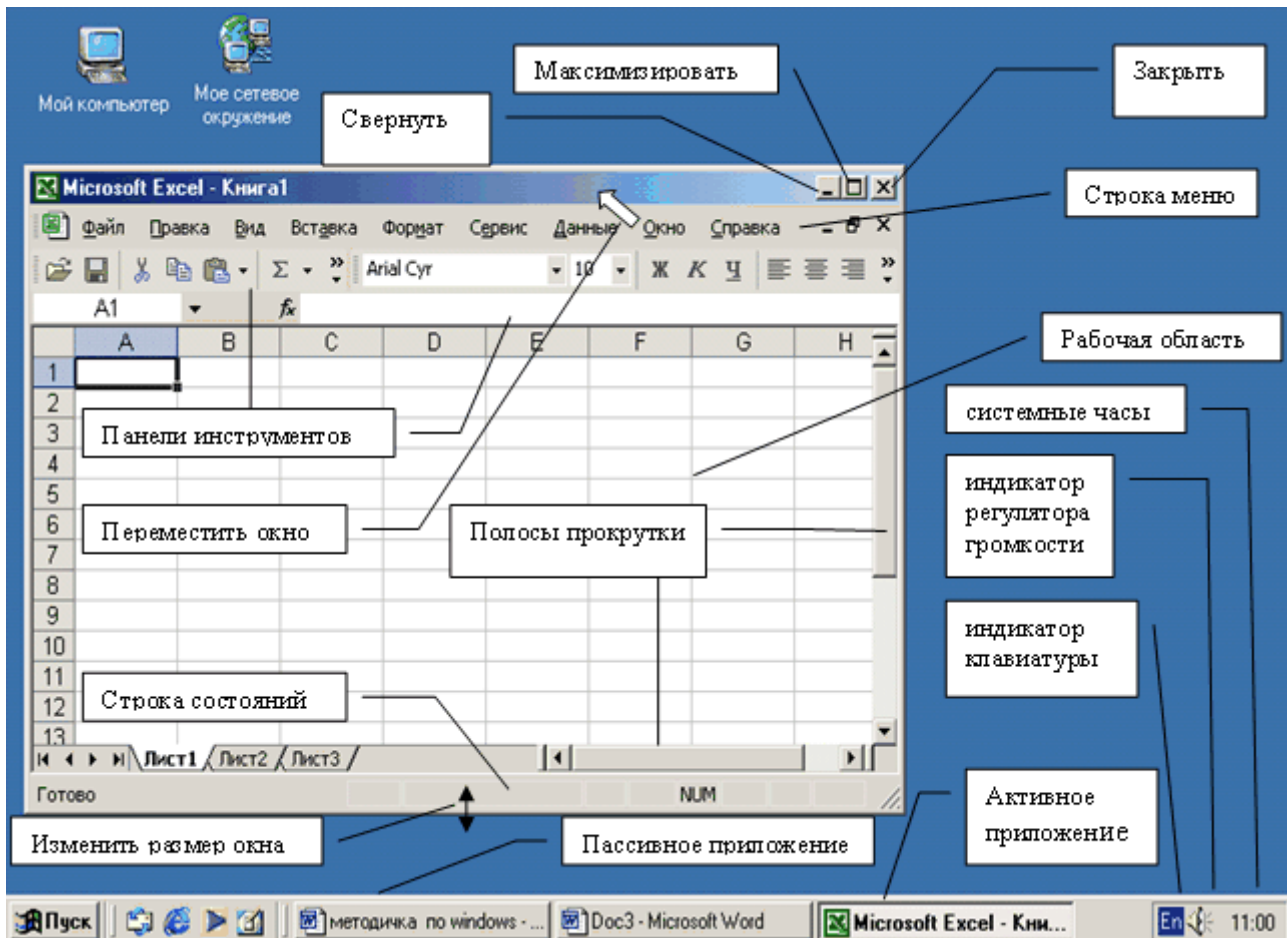 Мой компьютер
Мое сетевое
окружение
Свернуть
Максимизировать
Закрыть
Microsoft Excel - Книга1
Строка меню
Файл Правка Вид Вставка Формат Сервис Данные Окно Справка
Σ Arial Cyr 10 Ж К Ч
A1 fx
A B C D E F G H
Рабочая область
1
2
системные часы
3
Панели инструментов
4
5
индикатор
регулятора
громкости
6
Переместить окно
Полосы прокрутки
7
8
9
индикатор
клавиатуры
10
11
Строка состояний
12
13
Лист1 Лист2 Лист3
Готово NUM
Активное
приложение
Изменить размер окна
Пассивное приложение
Пуск методичка по windows - ... Doc3 - Microsoft Word Microsoft Excel - Кни... En 11:00